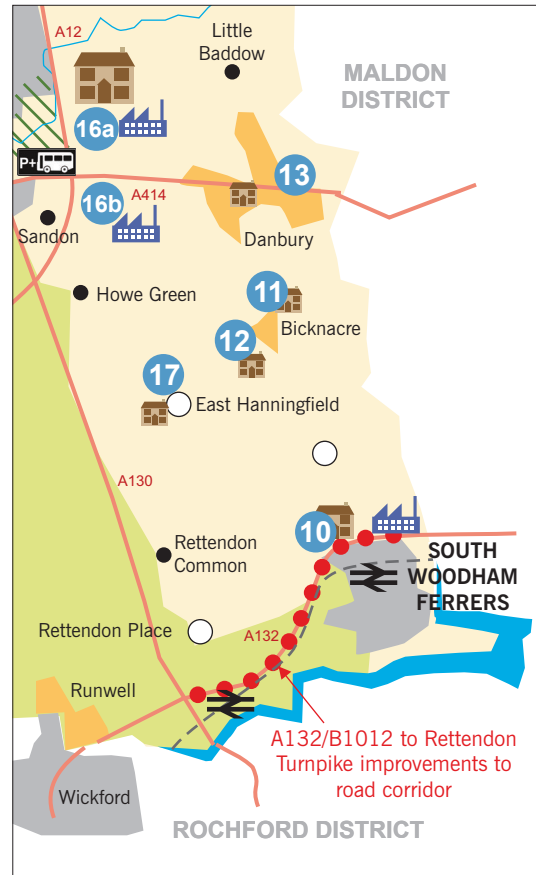 A12
Little
Baddow
MALDON
DISTRICT
16a
P+
13
16b
A414
Sandon
Danbury
Howe Green
11
Bicknacre
12
17
East Hanningfield
A130
10
Rettendon
Common
SOUTH
WOODHAM
FERRERS
Rettendon Place
A132
Runwell
A132/B1012 to Rettendon
Turnpike improvements to
road corridor
Wickford
ROCHFORD DISTRICT